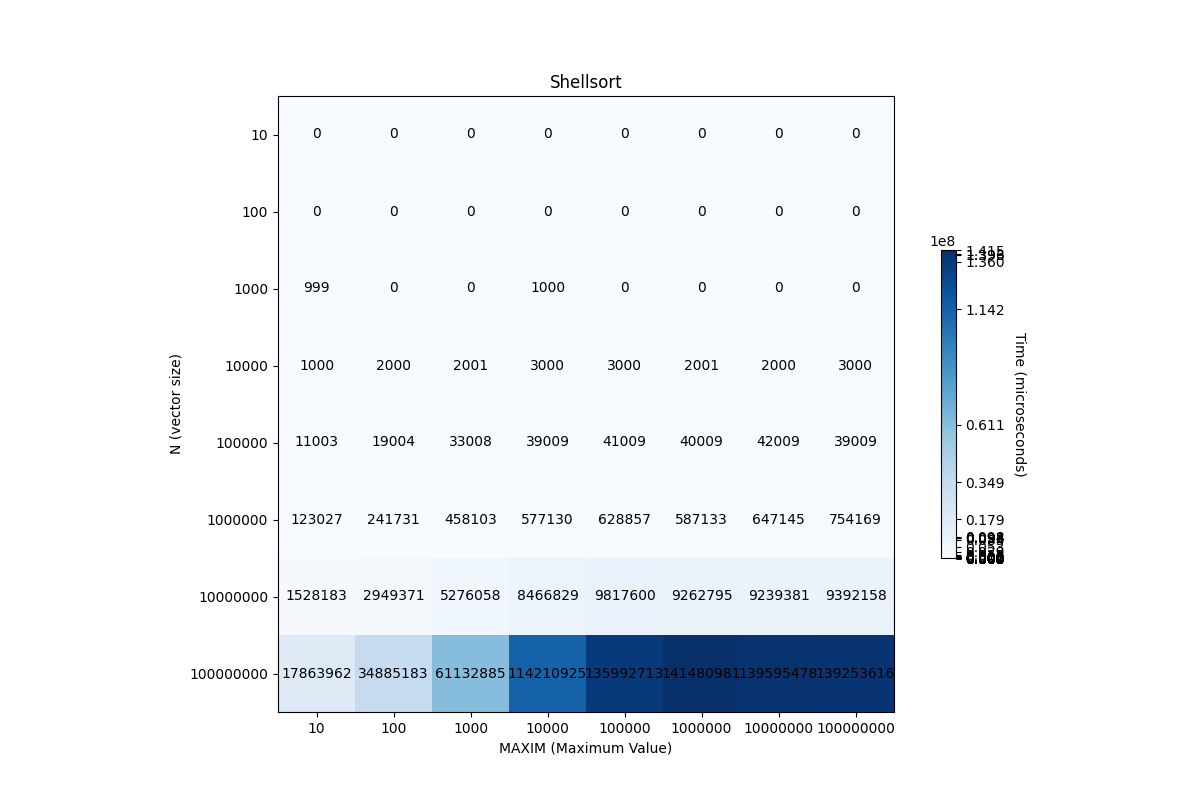 Shellsort
10 0 0 0 0 0 0 0 0
100 0 0 0 0 0 0 0 0
1000 999 0 0 1000 0 0 0 0
10000 1000 2000 2001 3000 3000 2001 2000 3000
100000 11003 19004 33008 39009 41009 40009 42009 39009
1000000 123027 241731 458103 577130 628857 587133 647145 754169
10000000 1528183 2949371 5276058 8466829 9817600 9262795 9239381 9392158
100000000 17863962 34885183 61132885 114210925 135992713 141480981 139595478 139253616
10 100 1000 10000 100000 1000000 10000000 100000000
MAXIM (Maximum Value)
N (vector size)
1e8
1.415
1.360
1.142
0.611
0.349
0.179
Time (microseconds)